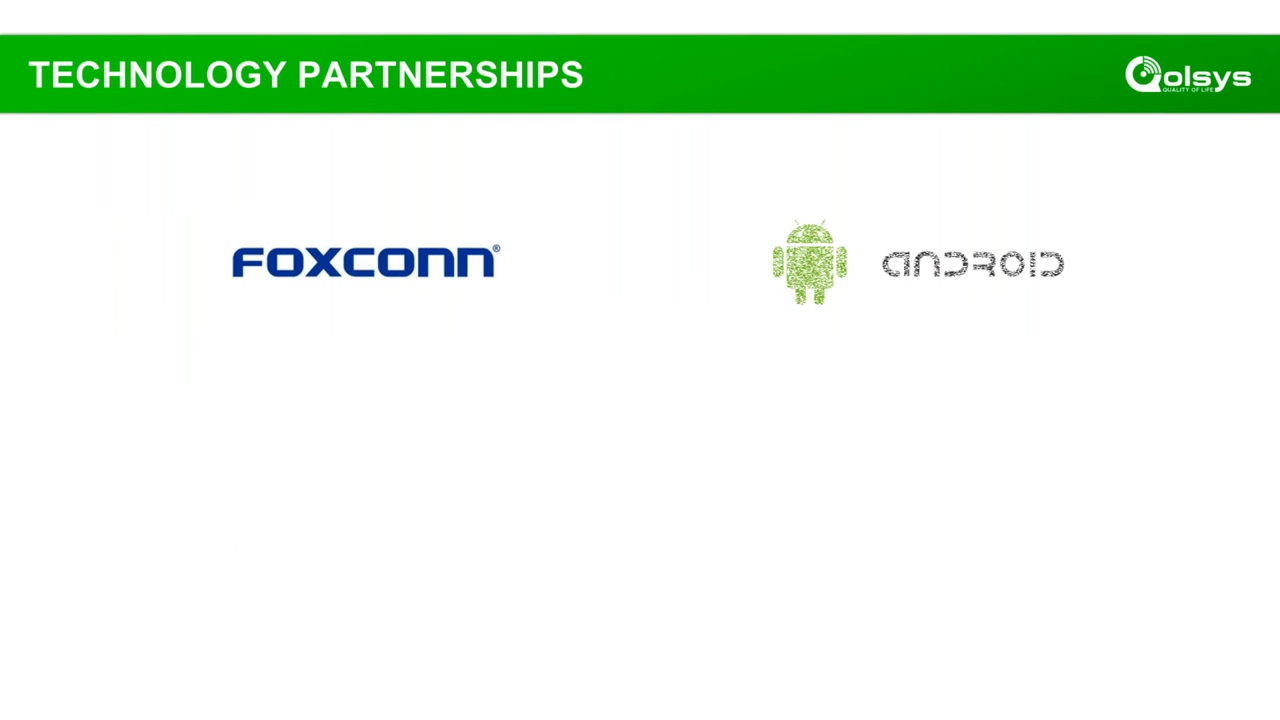 TECHNOLOGY PARTNERSHIPS
Qolsys
QUALITY OF LIFE
FOXCONN®
ANDROID